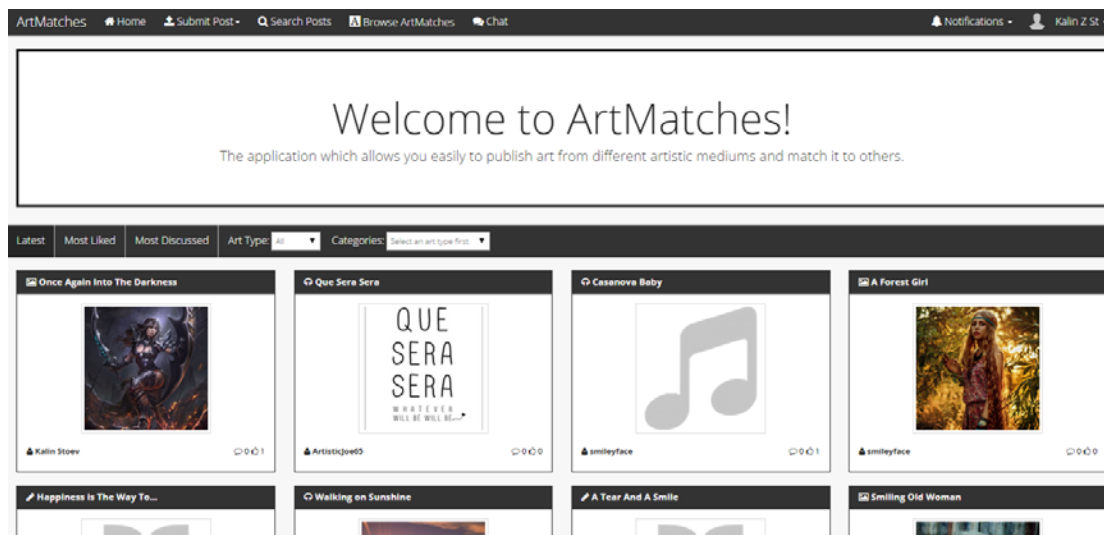 ArtMatches Home Submit Post Search Posts Browse ArtMatches Chat Notifications Kalin Z St
Welcome to ArtMatches!
The application which allows you easily to publish art from different artistic mediums and match it to others.
Latest Most Liked Most Discussed Art Type: All Categories: Select an art type first
Once Again Into The Darkness Que Sera Sera Casanova Baby A Forest Girl
QUE
SERA
SERA
WHATEVER
WILL BE WILL BE
Kalin Stoev 0 1 ArtisticJoe65 0 0 smileyface 0 1 smileyface 0 0
Happiness Is The Way To... Walking on Sunshine A Tear And A Smile Smiling Old Woman